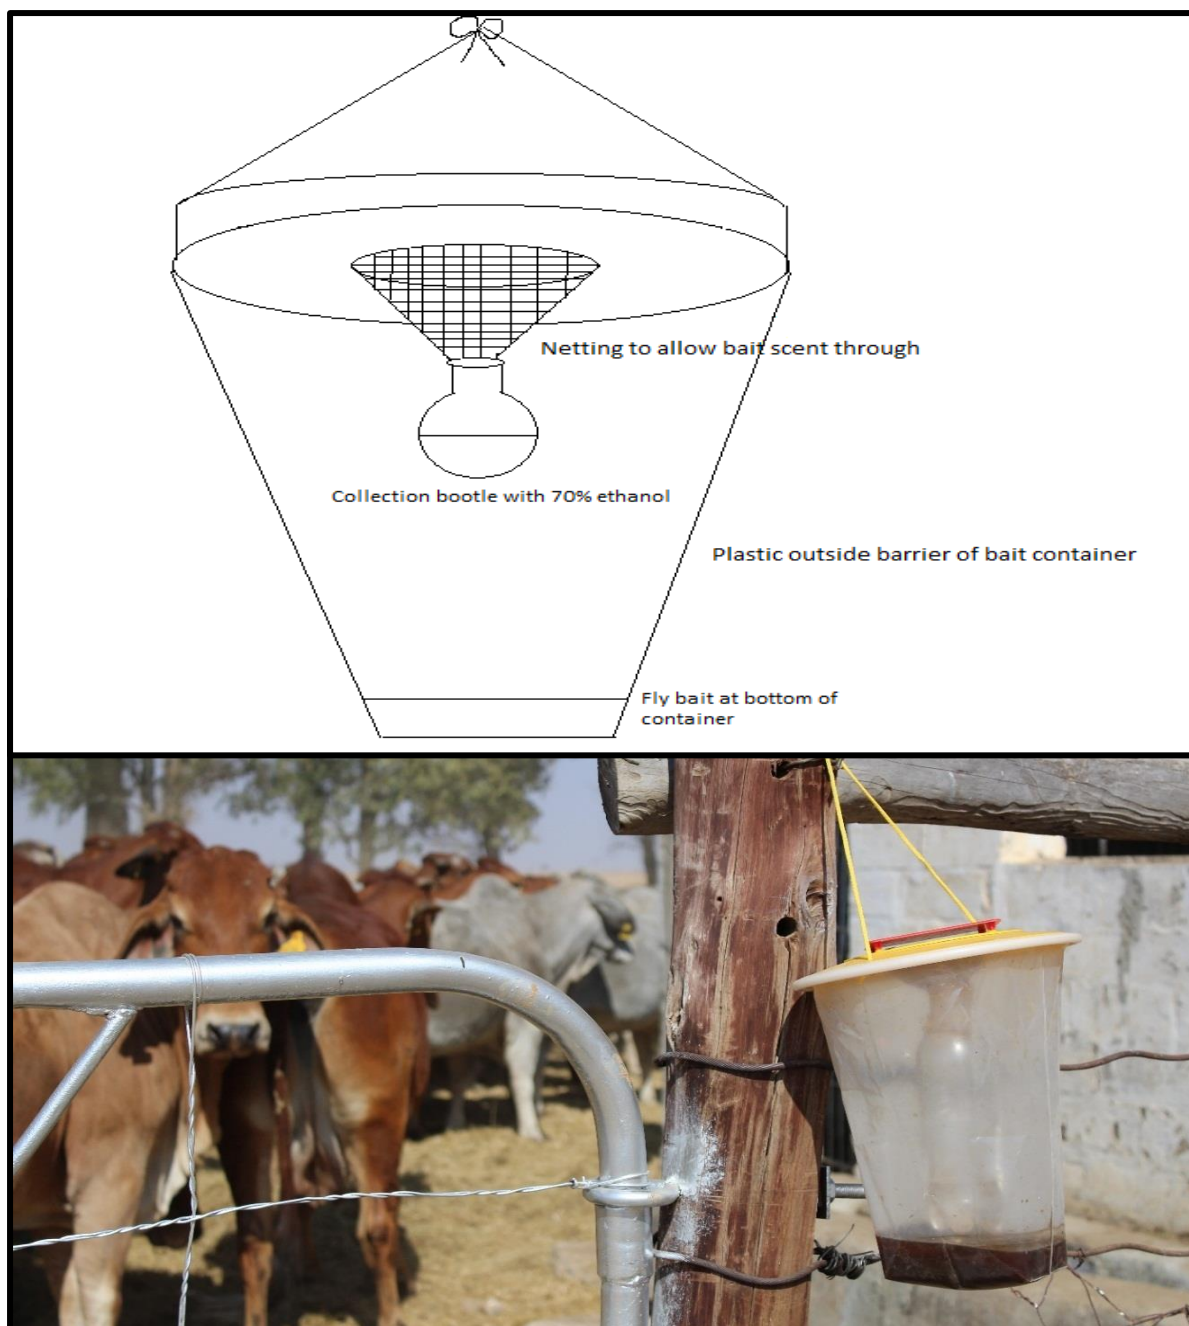 Netting to allow bait scent through
Collection bootle with 70% ethanol
Plastic outside barrier of bait container
Fly bait at bottom of
container